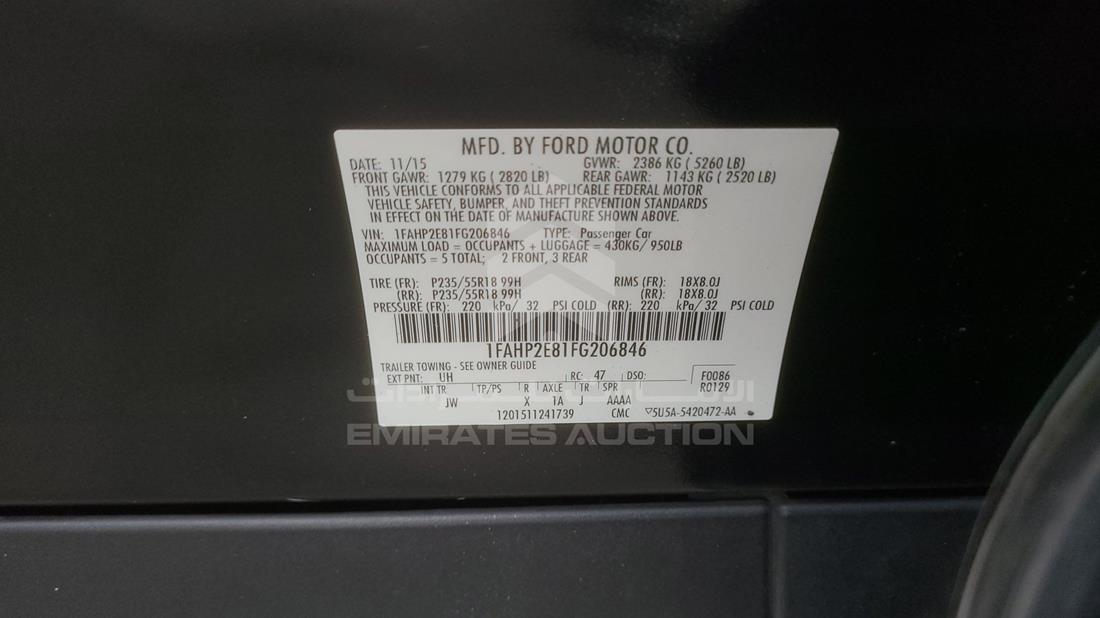 MFD. BY FORD MOTOR CO.
DATE: 11/15 GVWR: 2386 KG ( 5260 LB)
FRONT GAWR: 1279 KG ( 2820 LB) REAR GAWR: 1143 KG ( 2520 LB)
THIS VEHICLE CONFORMS TO ALL APPLICABLE FEDERAL MOTOR
VEHICLE SAFETY, BUMPER, AND THEFT PREVENTION STANDARDS
IN EFFECT ON THE DATE OF MANUFACTURE SHOWN ABOVE.
VIN: 1FAHP2E81FG206846 TYPE: Passenger Car
MAXIMUM LOAD = OCCUPANTS + LUGGAGE = 430KG/ 950LB
OCCUPANTS = 5 TOTAL; 2 FRONT, 3 REAR
TIRE (FR): P235/55R18 99H RIMS (FR): 18X8.0J
(RR): P235/55R18 99H (RR): 18X8.0J
PRESSURE (FR): 220 kPa/ 32 PSI COLD (RR): 220 kPa/ 32 PSI COLD
1FAHP2E81FG206846
TRAILER TOWING - SEE OWNER GUIDE
EXT PNT: UH RC: 47 DSO: F0086
INT TR TP/PS R AXLE TR SPR R0129
JW X 1A J AAAA
1201511241739 CMC ▽5U5A-5420472-AA
الإمارات للمزادات
EMIRATES AUCTION